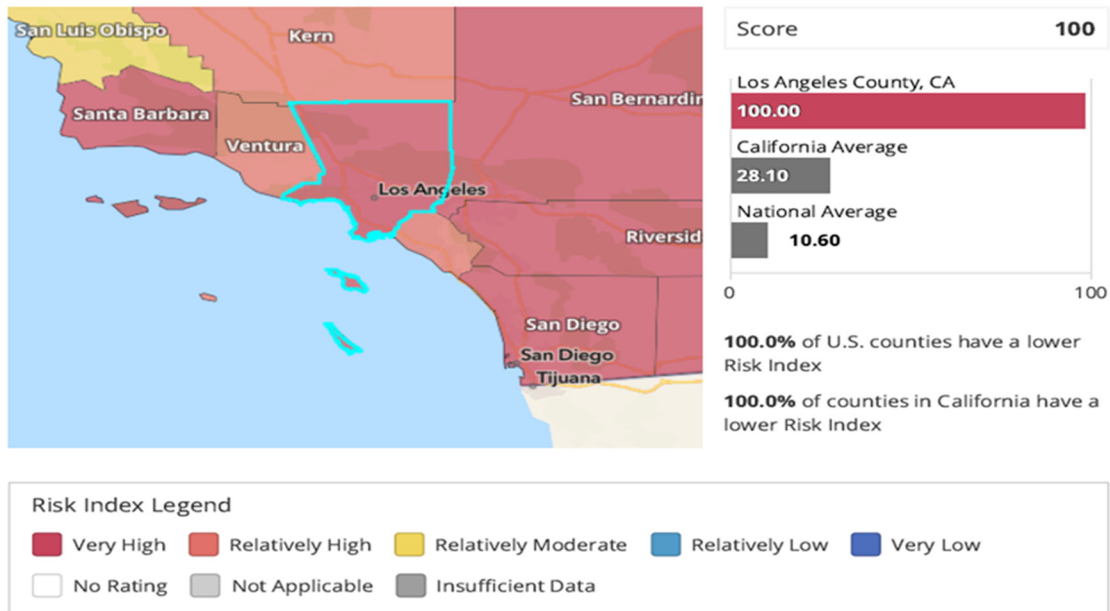 San Luis Obispo
Kern
Santa Barbara
San Bernardin
Ventura
Los Angeles
Riversid
San Diego
San Diego
Tijuana
Score 100
Los Angeles County, CA
100.00
California Average
28.10
National Average
10.60
0 100
100.0% of U.S. counties have a lower
Risk Index
100.0% of counties in California have a
lower Risk Index
Risk Index Legend
Very High Relatively High Relatively Moderate Relatively Low Very Low
No Rating Not Applicable Insufficient Data